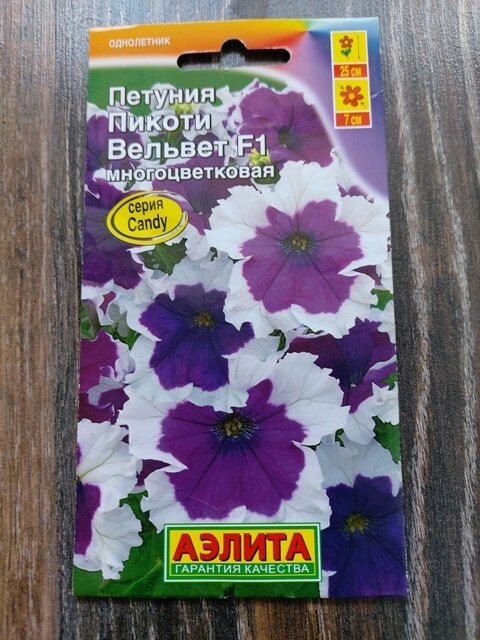 ОДНОЛЕТНИК
25 СМ
7 СМ
Петуния
Пикоти
Вельвет F1
многоцветковая
серия
Candy
АЭЛИТА
ГАРАНТИЯ КАЧЕСТВА